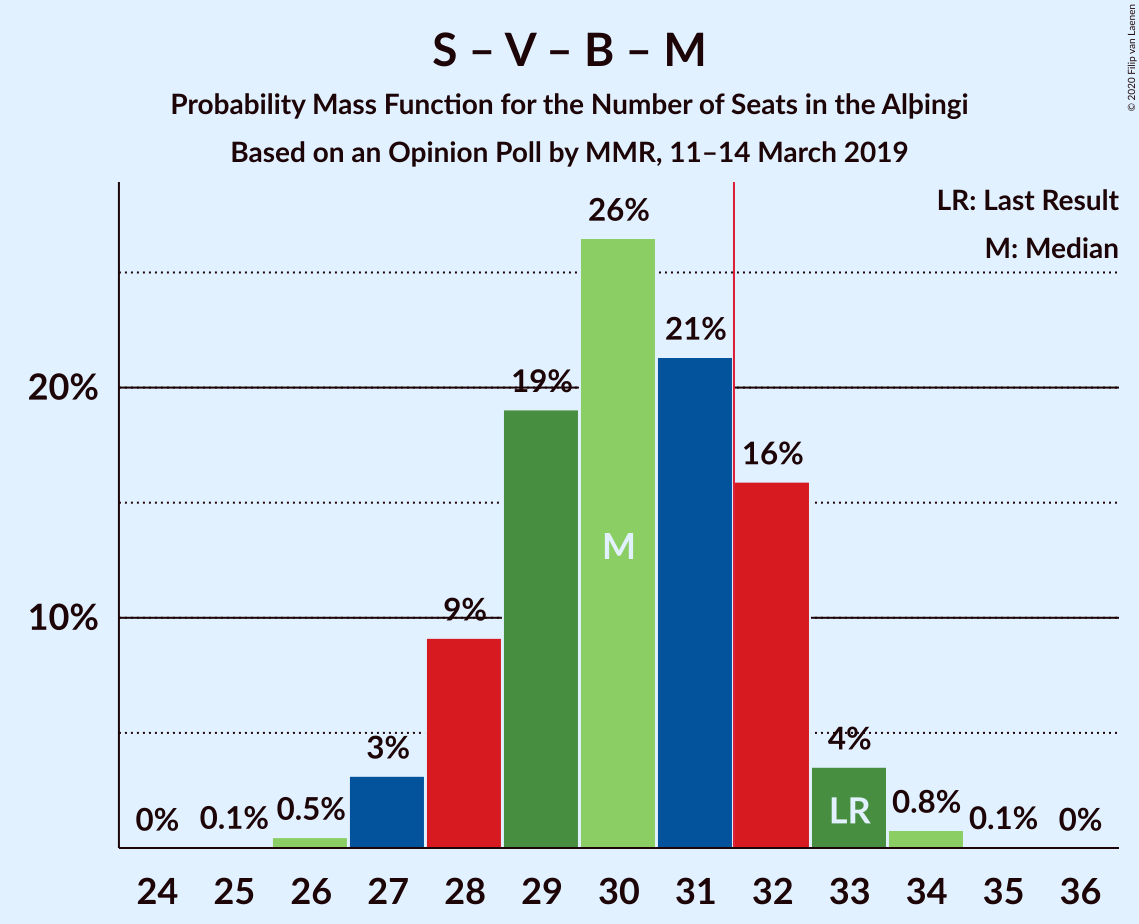 S – V – B – M
Probability Mass Function for the Number of Seats in the Alþingi
Based on an Opinion Poll by MMR, 11–14 March 2019
© 2020 Filip van Laenen
LR: Last Result
M: Median
20%
10%
0%
0.1%
0.5%
3%
9%
19%
26%
21%
16%
4%
0.8%
0.1%
0%
M
LR
24 25 26 27 28 29 30 31 32 33 34 35 36